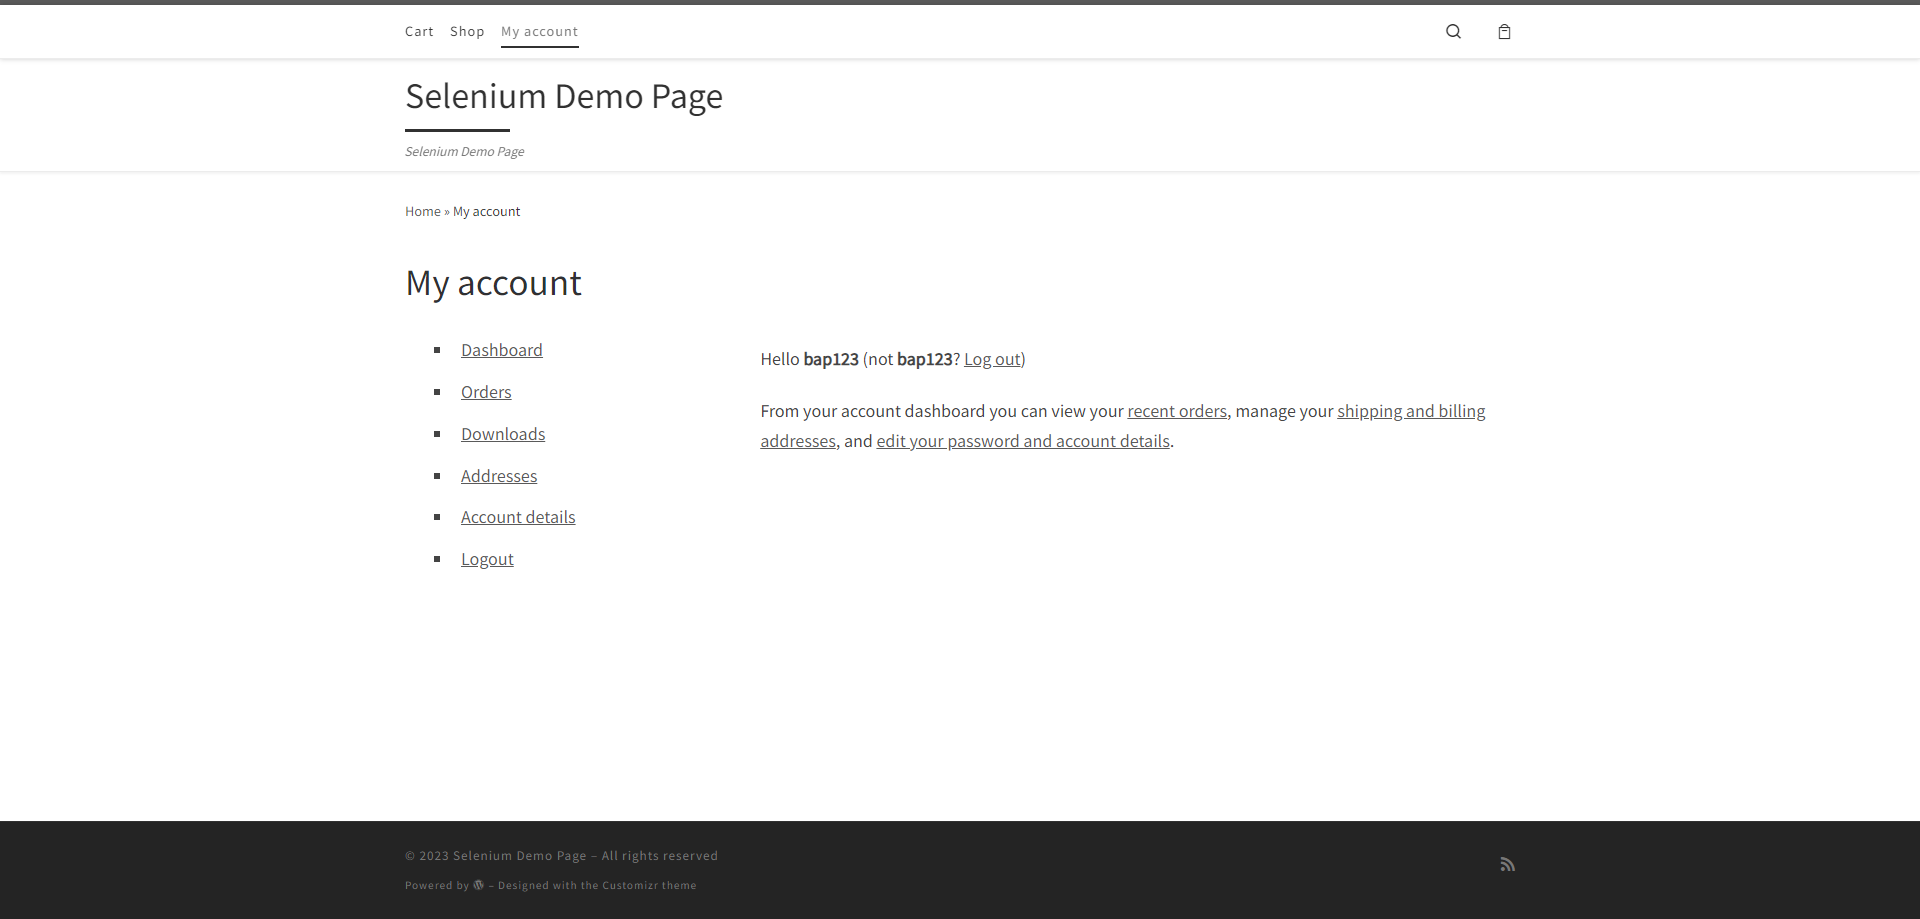 Cart Shop My account
Selenium Demo Page
Selenium Demo Page
Home » My account
My account
Dashboard
Orders
Downloads
Addresses
Account details
Logout
Hello bap123 (not bap123? Log out)
From your account dashboard you can view your recent orders, manage your shipping and billing
addresses, and edit your password and account details.
© 2023 Selenium Demo Page – All rights reserved
Powered by – Designed with the Customizr theme